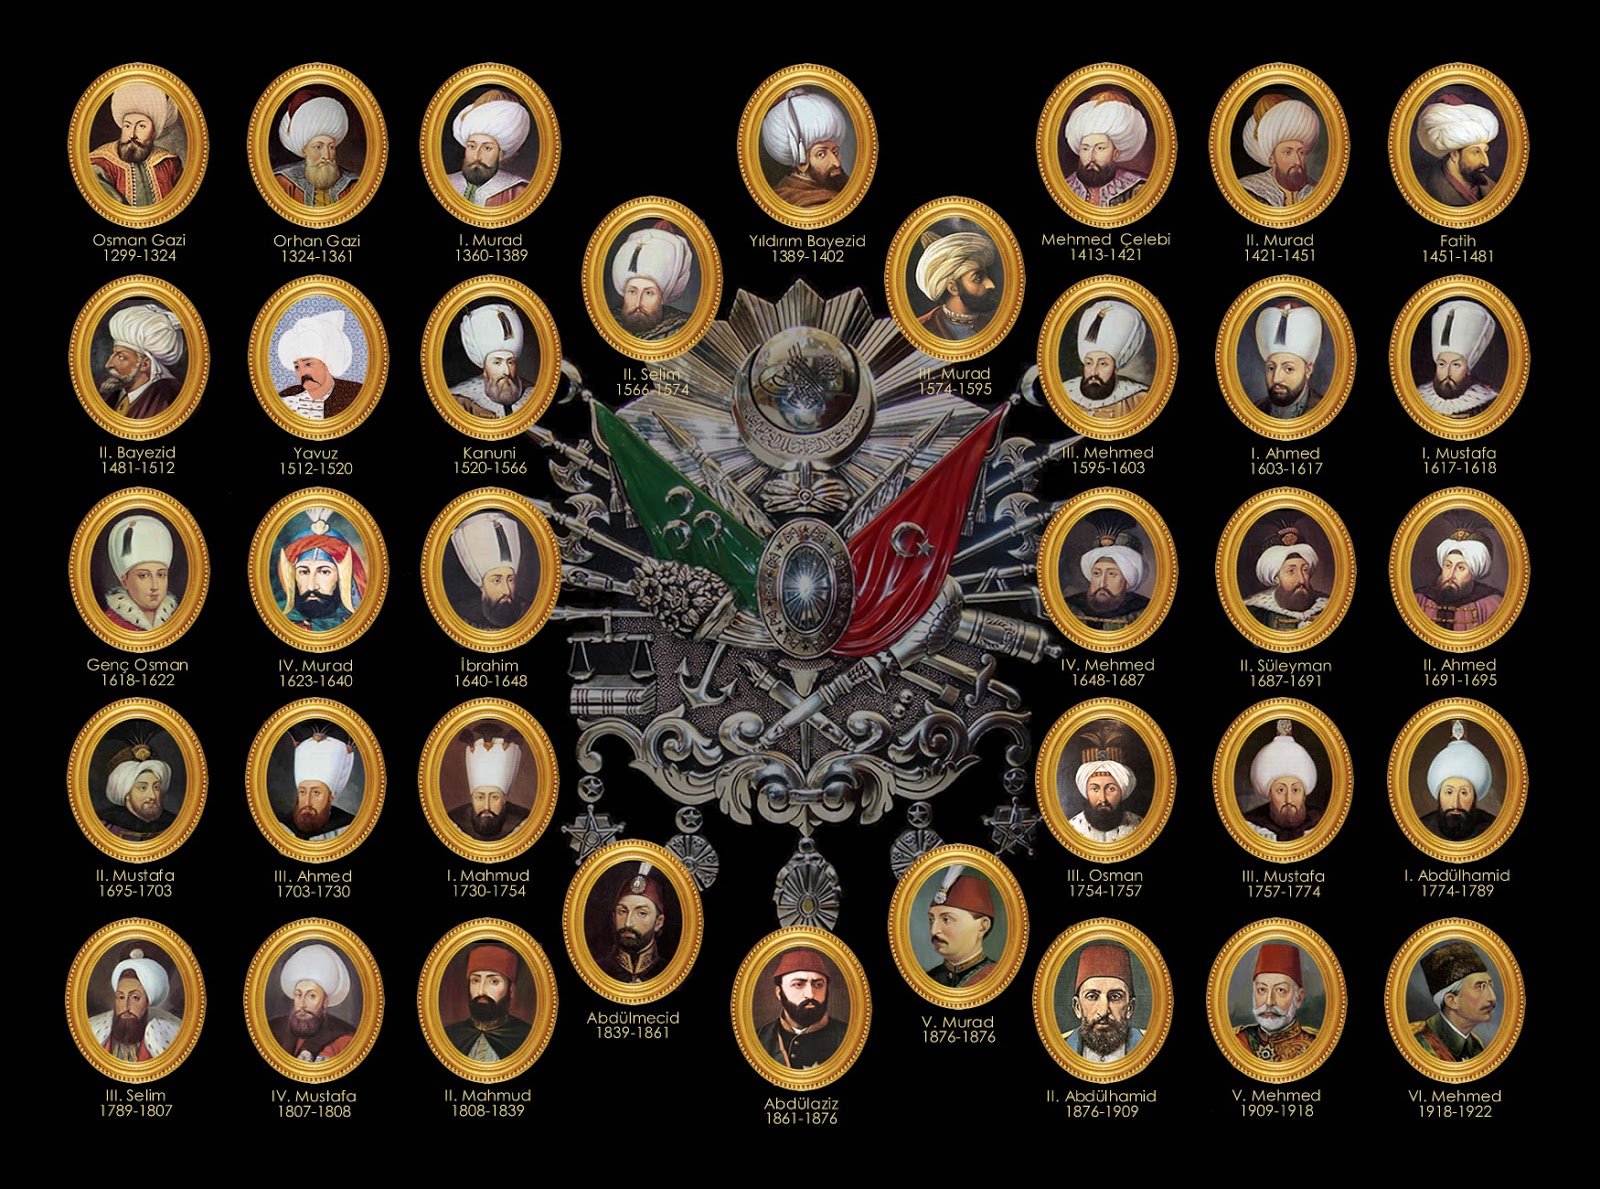 Osman Gazi
1299-1324
Orhan Gazi
1324-1361
I. Murad
1360-1389
Yıldırım Bayezid
1389-1402
Mehmed Çelebi
1413-1421
II. Murad
1421-1451
Fatih
1451-1481
II. Selim
1566-1574
III. Murad
1574-1595
II. Bayezid
1481-1512
Yavuz
1512-1520
Kanuni
1520-1566
III. Mehmed
1595-1603
I. Ahmed
1603-1617
I. Mustafa
1617-1618
Genç Osman
1618-1622
IV. Murad
1623-1640
İbrahim
1640-1648
IV. Mehmed
1648-1687
II. Süleyman
1687-1691
II. Ahmed
1691-1695
II. Mustafa
1695-1703
III. Ahmed
1703-1730
I. Mahmud
1730-1754
III. Osman
1754-1757
III. Mustafa
1757-1774
I. Abdülhamid
1774-1789
Abdülmecid
1839-1861
V. Murad
1876-1876
III. Selim
1789-1807
IV. Mustafa
1807-1808
II. Mahmud
1808-1839
Abdülaziz
1861-1876
II. Abdülhamid
1876-1909
V. Mehmed
1909-1918
VI. Mehmed
1918-1922